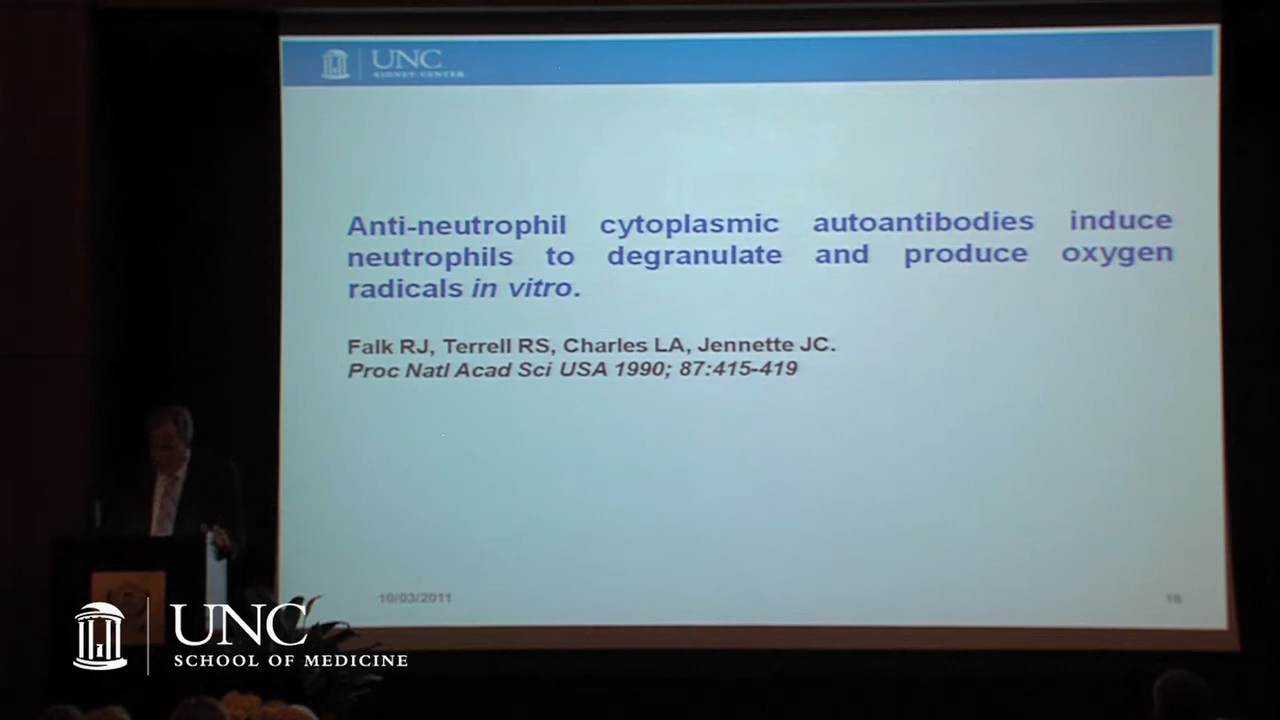 UNC
KIDNEY CENTER
Anti-neutrophil cytoplasmic autoantibodies induce
neutrophils to degranulate and produce oxygen
radicals in vitro.
Falk RJ, Terrell RS, Charles LA, Jennette JC.
Proc Natl Acad Sci USA 1990; 87:415-419
10/03/2011
16
UNC
SCHOOL OF MEDICINE